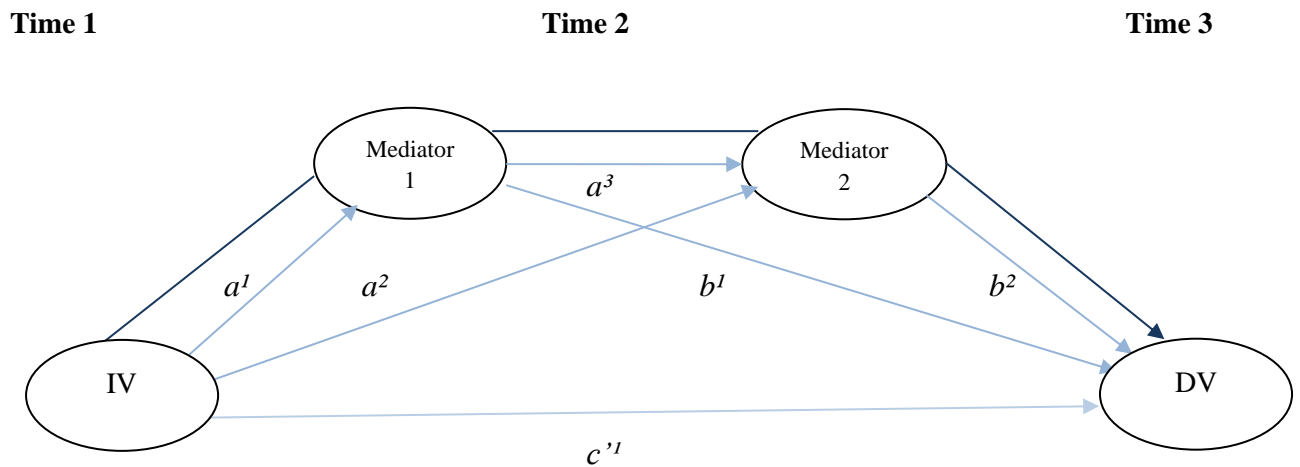 Time 1 Time 2 Time 3
Mediator
1
Mediator
2
a³
a¹ a² b¹ b²
IV DV
c’¹